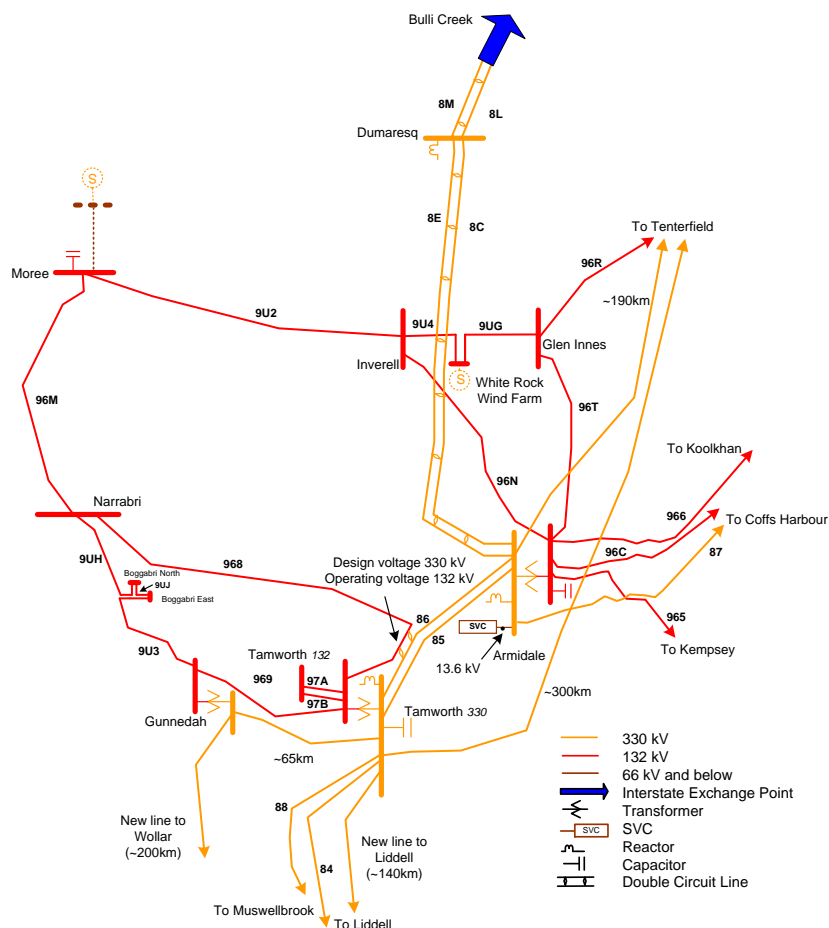 Bulli Creek
8M
8L
Dumaresq
S
8E
8C
To Tenterfield
96R
Moree
~190km
9U2
9U4
9UG
Glen Innes
Inverell
S
White Rock
Wind Farm
96M
96T
To Koolkhan
96N
Narrabri
966
To Coffs Harbour
9UH
968
Design voltage 330 kV
Operating voltage 132 kV
96C
87
Boggabri North
9UJ
Boggabri East
86
85
SVC
965
Armidale
9U3
Tamworth 132
13.6 kV
To Kempsey
969
97A
97B
~300km
Gunnedah
Tamworth 330
~65km
330 kV
132 kV
66 kV and below
Interstate Exchange Point
Transformer
SVC
SVC
Reactor
Capacitor
Double Circuit Line
88
New line to
Wollar
(~200km)
New line to
Liddell
(~140km)
84
To Muswellbrook
To Liddell